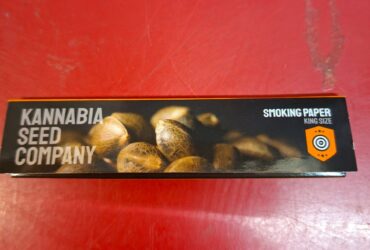 KANNABIA
SEED
COMPANY
SMOKING PAPER
KING SIZE